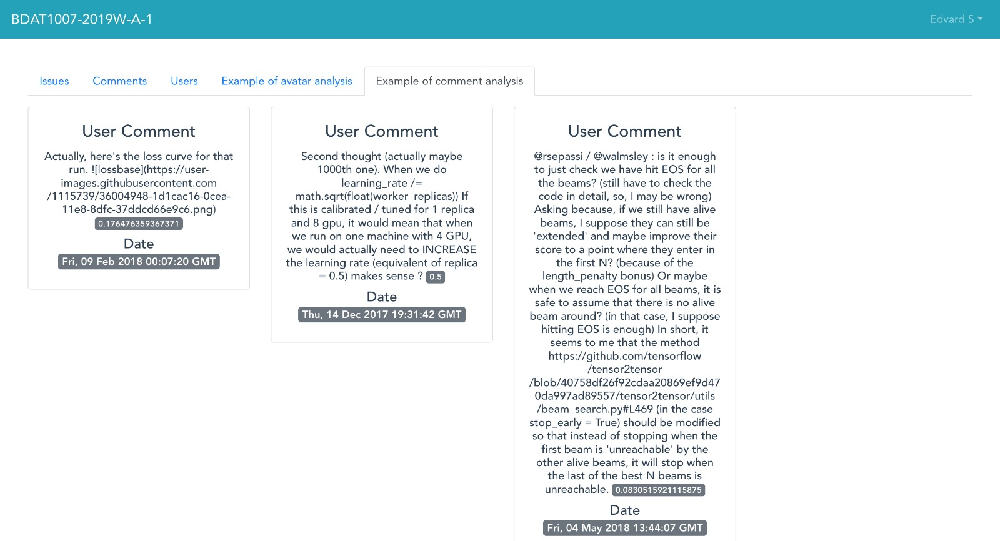 BDAT1007-2019W-A-1
Edvard S
Issues
Comments
Users
Example of avatar analysis
Example of comment analysis
User Comment
Actually, here's the loss curve for that
run. ![lossbase](https://user-
images.githubusercontent.com
/1115739/36004948-1d1cac16-0cea-
11e8-8dfc-37ddcd66e9c6.png)
0.176476359367371
Date
Fri, 09 Feb 2018 00:07:20 GMT
User Comment
Second thought (actually maybe
1000th one). When we do
learning_rate /=
math.sqrt(float(worker_replicas)) If
this is calibrated / tuned for 1 replica
and 8 gpu, it would mean that when
we run on one machine with 4 GPU,
we would actually need to INCREASE
the learning rate (equivalent of replica
= 0.5) makes sense ? 0.5
Date
Thu, 14 Dec 2017 19:31:42 GMT
User Comment
@rsepassi / @walmsley : is it enough
to just check we have hit EOS for all
the beams? (still have to check the
code in detail, so, I may be wrong)
Asking because, if we still have alive
beams, I suppose they can still be
'extended' and maybe improve their
score to a point where they enter in
the first N? (because of the
length_penalty bonus) Or maybe
when we reach EOS for all beams, it is
safe to assume that there is no alive
beam around? (in that case, I suppose
hitting EOS is enough) In short, it
seems to me that the method
https://github.com/tensorflow
/tensor2tensor
/blob/40758df26f92cdaa20869ef9d47
0da997ad89557/tensor2tensor/utils
/beam_search.py#L469 (in the case
stop_early = True) should be modified
so that instead of stopping when the
first beam is 'unreachable' by the
other alive beams, it will stop when
the last of the best N beams is
unreachable. 0.0830515921115875
Date
Fri, 04 May 2018 13:44:07 GMT